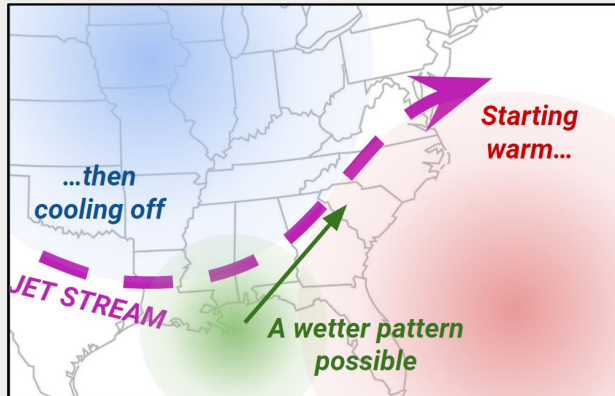 Starting
warm...
...then
cooling off
JET STREAM
A wetter pattern
possible